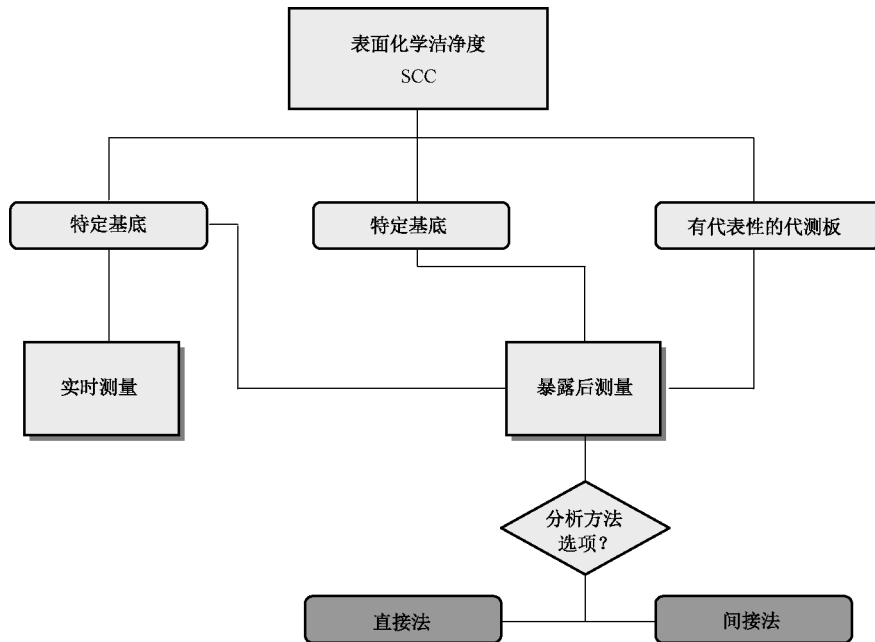 表面化学洁净度
SCC
特定基底
特定基底
有代表性的代测板
实时测量
暴露后测量
分析方法
选项?
直接法
间接法